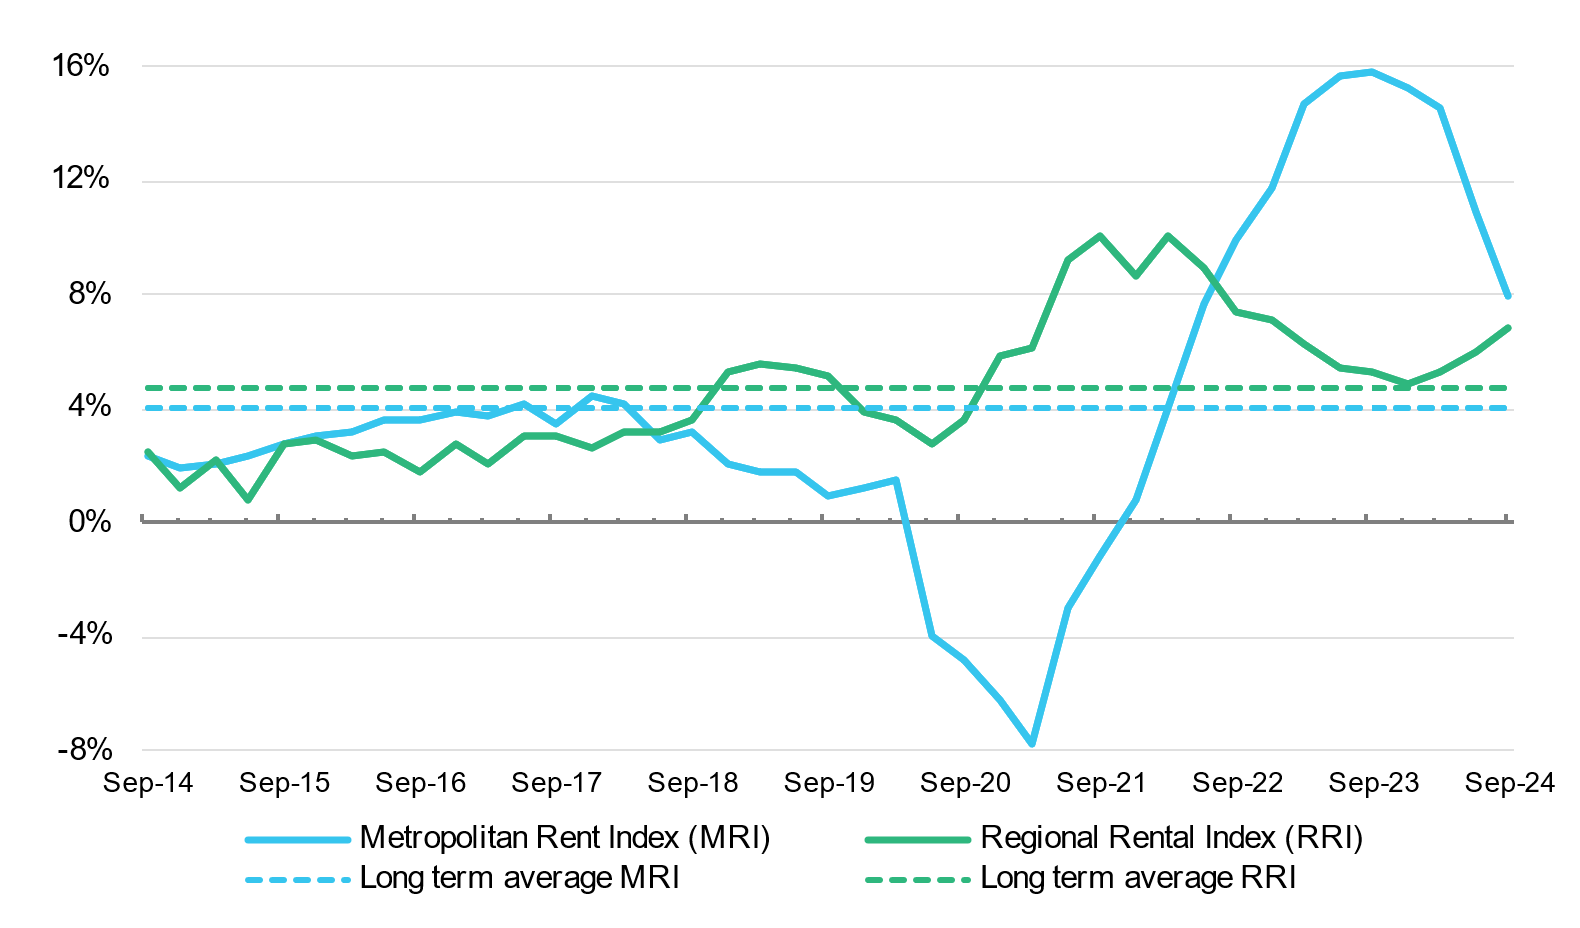 16%
12%
8%
4%
0%
-4%
-8%
Sep-14 Sep-15 Sep-16 Sep-17 Sep-18 Sep-19 Sep-20 Sep-21 Sep-22 Sep-23 Sep-24
Metropolitan Rent Index (MRI) Regional Rental Index (RRI)
Long term average MRI Long term average RRI